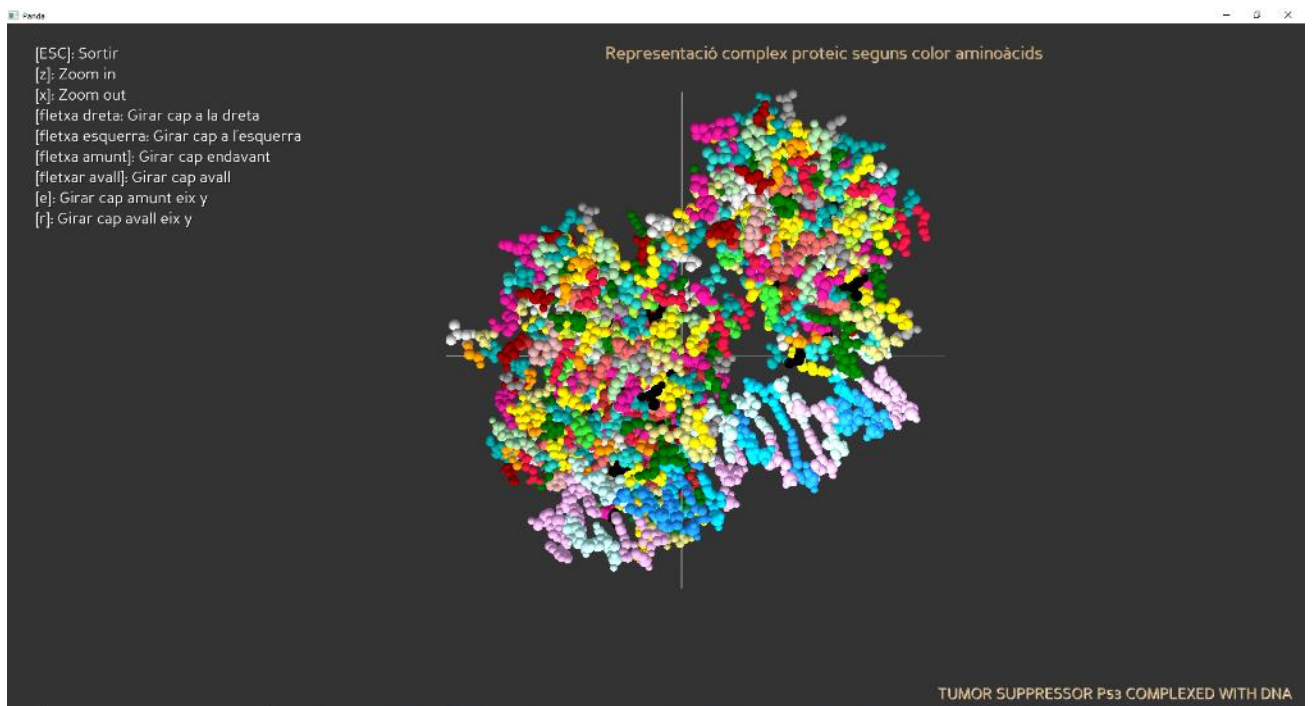 Panda
[ESC]: Sortir
[z]: Zoom in
[x]: Zoom out
[fletxa dreta: Girar cap a la dreta
[fletxa esquerra: Girar cap a l'esquerra
[fletxa amunt]: Girar cap endavant
[fletxar avall]: Girar cap avall
[e]: Girar cap amunt eix y
[r]: Girar cap avall eix y
Representació complex proteic seguns color aminoàcids
TUMOR SUPPRESSOR P53 COMPLEXED WITH DNA